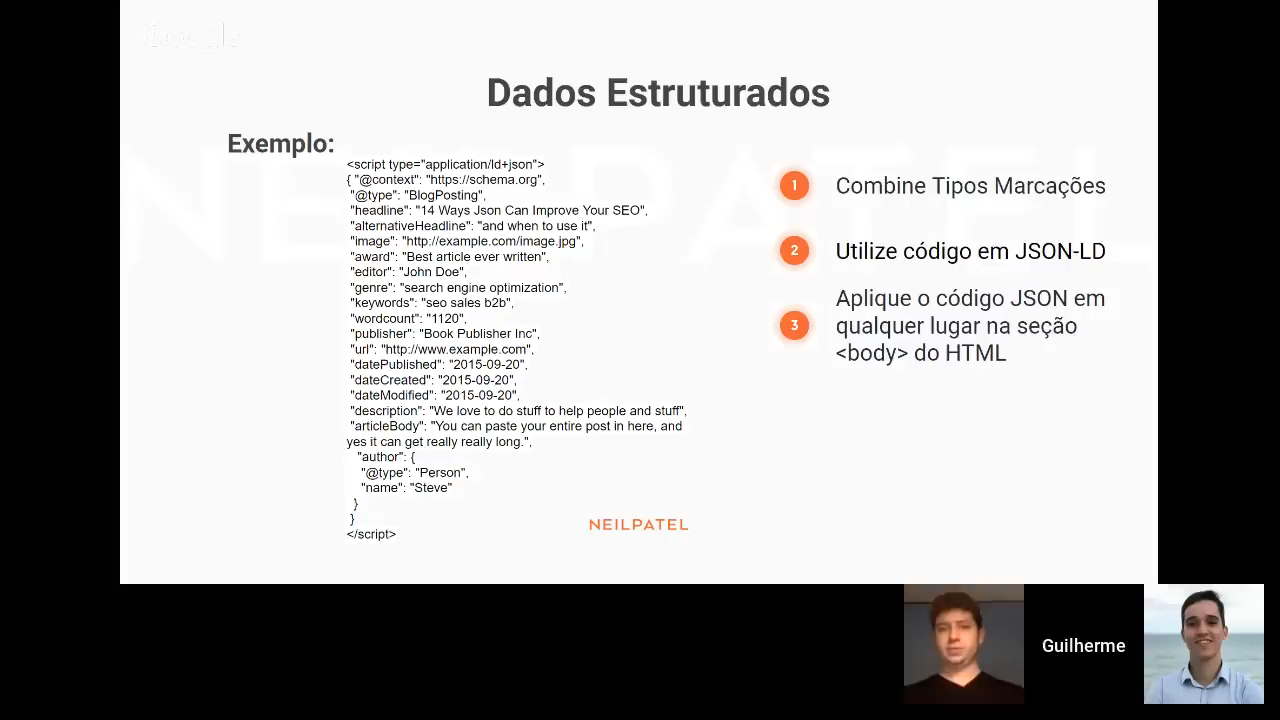 Dados Estruturados
Exemplo:
<script type="application/ld+json">
{ "@context": "https://schema.org",
"@type": "BlogPosting",
"headline": "14 Ways Json Can Improve Your SEO",
"alternativeHeadline": "and when to use it",
"image": "http://example.com/image.jpg",
"award": "Best article ever written",
"editor": "John Doe",
"genre": "search engine optimization",
"keywords": "seo sales b2b",
"wordcount": "1120",
"publisher": "Book Publisher Inc",
"url": "http://www.example.com",
"datePublished": "2015-09-20",
"dateCreated": "2015-09-20",
"dateModified": "2015-09-20",
"description": "We love to do stuff to help people and stuff",
"articleBody": "You can paste your entire post in here, and
yes it can get really really long.",
"author": {
"@type": "Person",
"name": "Steve"
}
}
</script>
1 Combine Tipos Marcações
2 Utilize código em JSON-LD
3 Aplique o código JSON em
qualquer lugar na seção
<body> do HTML
NEILPATEL
NEILPATEL
Guilherme